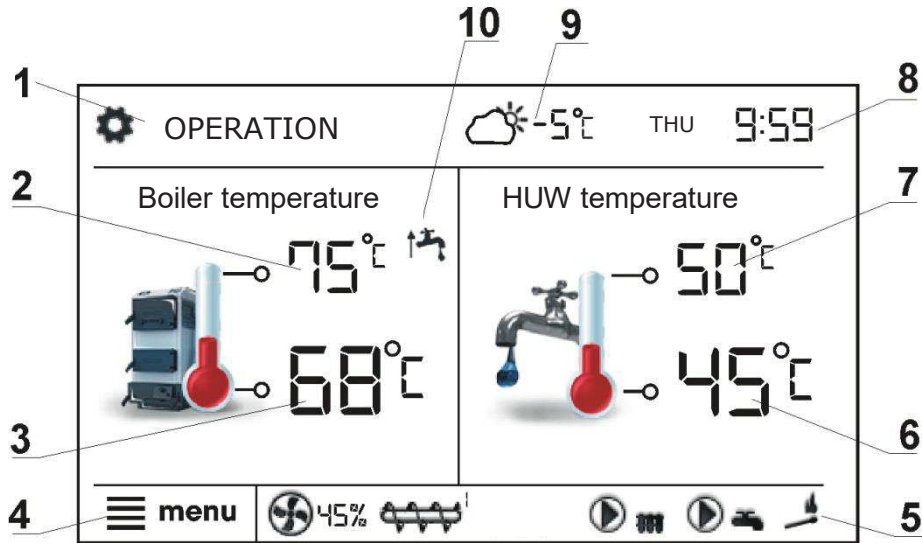 10 9
1 8
OPERATION -5°C THU 9:59
2 7
Boiler temperature HUW temperature
75°C 50°C
68°C 45°C
3 6
4 menu 45% 5